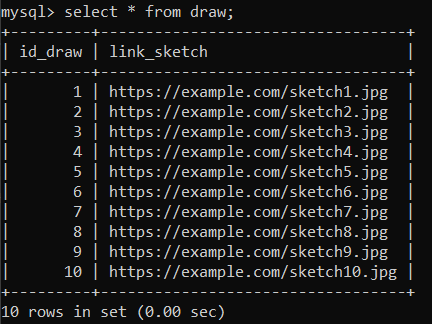 mysql> select * from draw;
+---------+----------------------------------+
| id_draw | link_sketch                      |
+---------+----------------------------------+
|       1 | https://example.com/sketch1.jpg  |
|       2 | https://example.com/sketch2.jpg  |
|       3 | https://example.com/sketch3.jpg  |
|       4 | https://example.com/sketch4.jpg  |
|       5 | https://example.com/sketch5.jpg  |
|       6 | https://example.com/sketch6.jpg  |
|       7 | https://example.com/sketch7.jpg  |
|       8 | https://example.com/sketch8.jpg  |
|       9 | https://example.com/sketch9.jpg  |
|      10 | https://example.com/sketch10.jpg |
+---------+----------------------------------+
10 rows in set (0.00 sec)